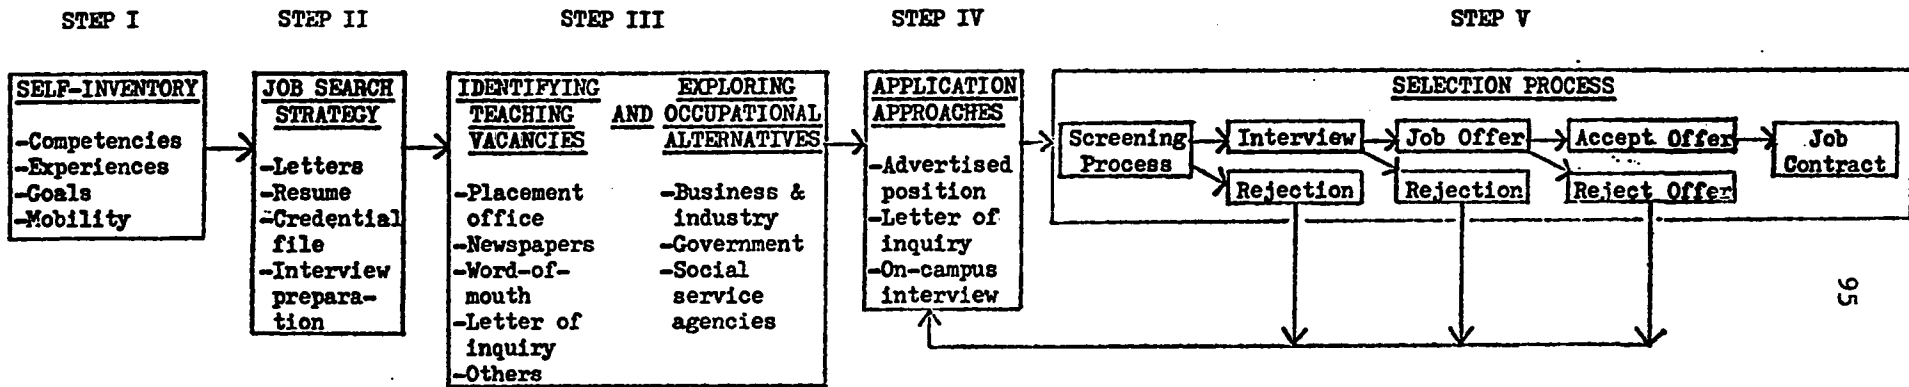 STEP I
STEP II
STEP III
STEP IV
STEP V
SELF-INVENTORY
-Competencies
-Experiences
-Goals
-Mobility
JOB SEARCH
STRATEGY
-Letters
-Resume
-Credential
file
-Interview
prepara-
tion
IDENTIFYING EXPLORING
TEACHING AND OCCUPATIONAL
VACANCIES ALTERNATIVES
-Placement
office
-Newspapers
-Word-of-
mouth
-Letter of
inquiry
-Others
-Business &
industry
-Government
-Social
service
agencies
APPLICATION
APPROACHES
-Advertised
position
-Letter of
inquiry
-On-campus
interview
SELECTION PROCESS
Screening
Process
Interview
Rejection
Job Offer
Rejection
Accept Offer
Reject Offer
Job
Contract
95